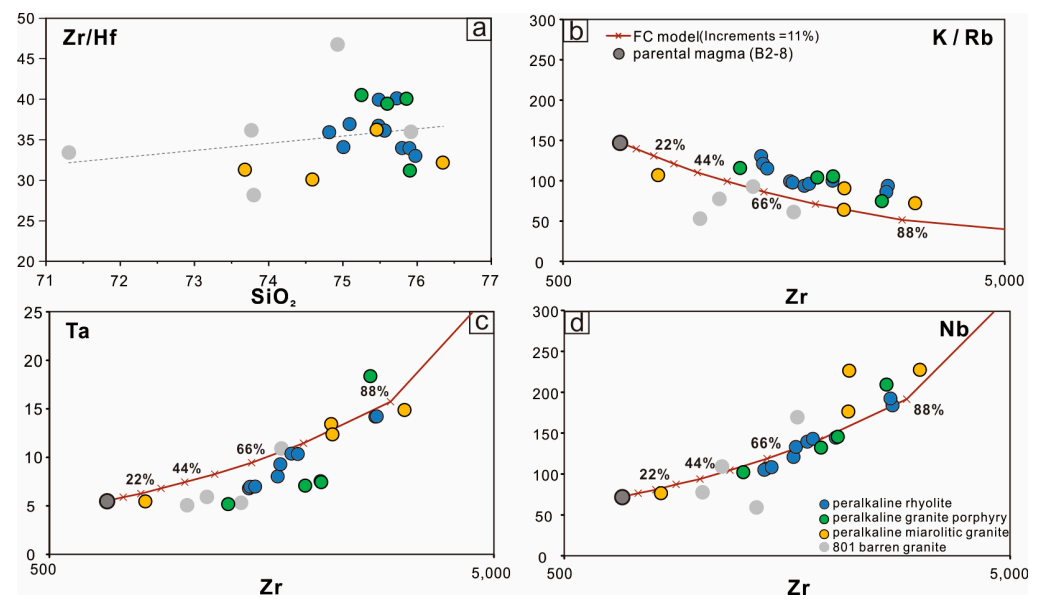 50
45
40
35
30
25
20
Zr/Hf
a
71 72 73 74 75 76 77
SiO₂
300
250
200
150
100
50
0
b
FC model(Increments =11%)
parental magma (B2-8)
K / Rb
22%
44%
66%
88%
500 5,000
Zr
25
20
15
10
5
0
Ta
c
88%
66%
44%
22%
500 5,000
Zr
300
250
200
150
100
50
0
d
Nb
88%
66%
44%
22%
peralkaline rhyolite
peralkaline granite porphyry
peralkaline miarolitic granite
801 barren granite
500 5,000
Zr